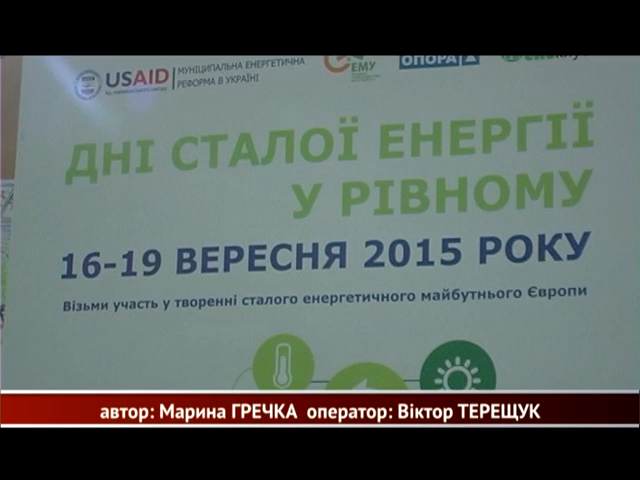 USAID
МУНІЦИПАЛЬНА ЕНЕРГЕТИЧНА
РЕФОРМА В УКРАЇНІ
ЕМУ
ОПОРА
ДНІ СТАЛОЇ ЕНЕРГІЇ
У РІВНОМУ
16-19 ВЕРЕСНЯ 2015 РОКУ
Візьми участь у творенні сталого енергетичного майбутнього Європи
автор: Марина ГРЕЧКА оператор: Віктор ТЕРЕЩУК